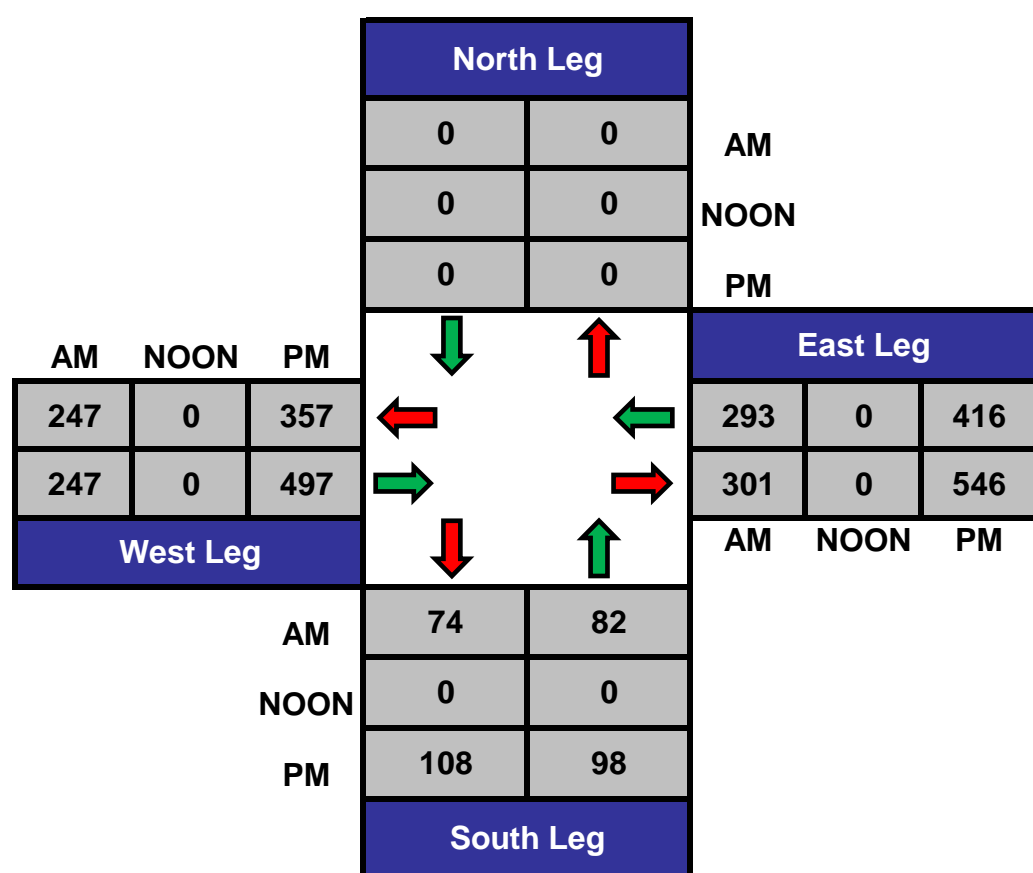 North Leg
0 0 AM
0 0 NOON
0 0 PM
AM NOON PM
East Leg
247 0 357
293 0 416
247 0 497
301 0 546
West Leg
AM NOON PM
AM 74 82
NOON 0 0
PM 108 98
South Leg